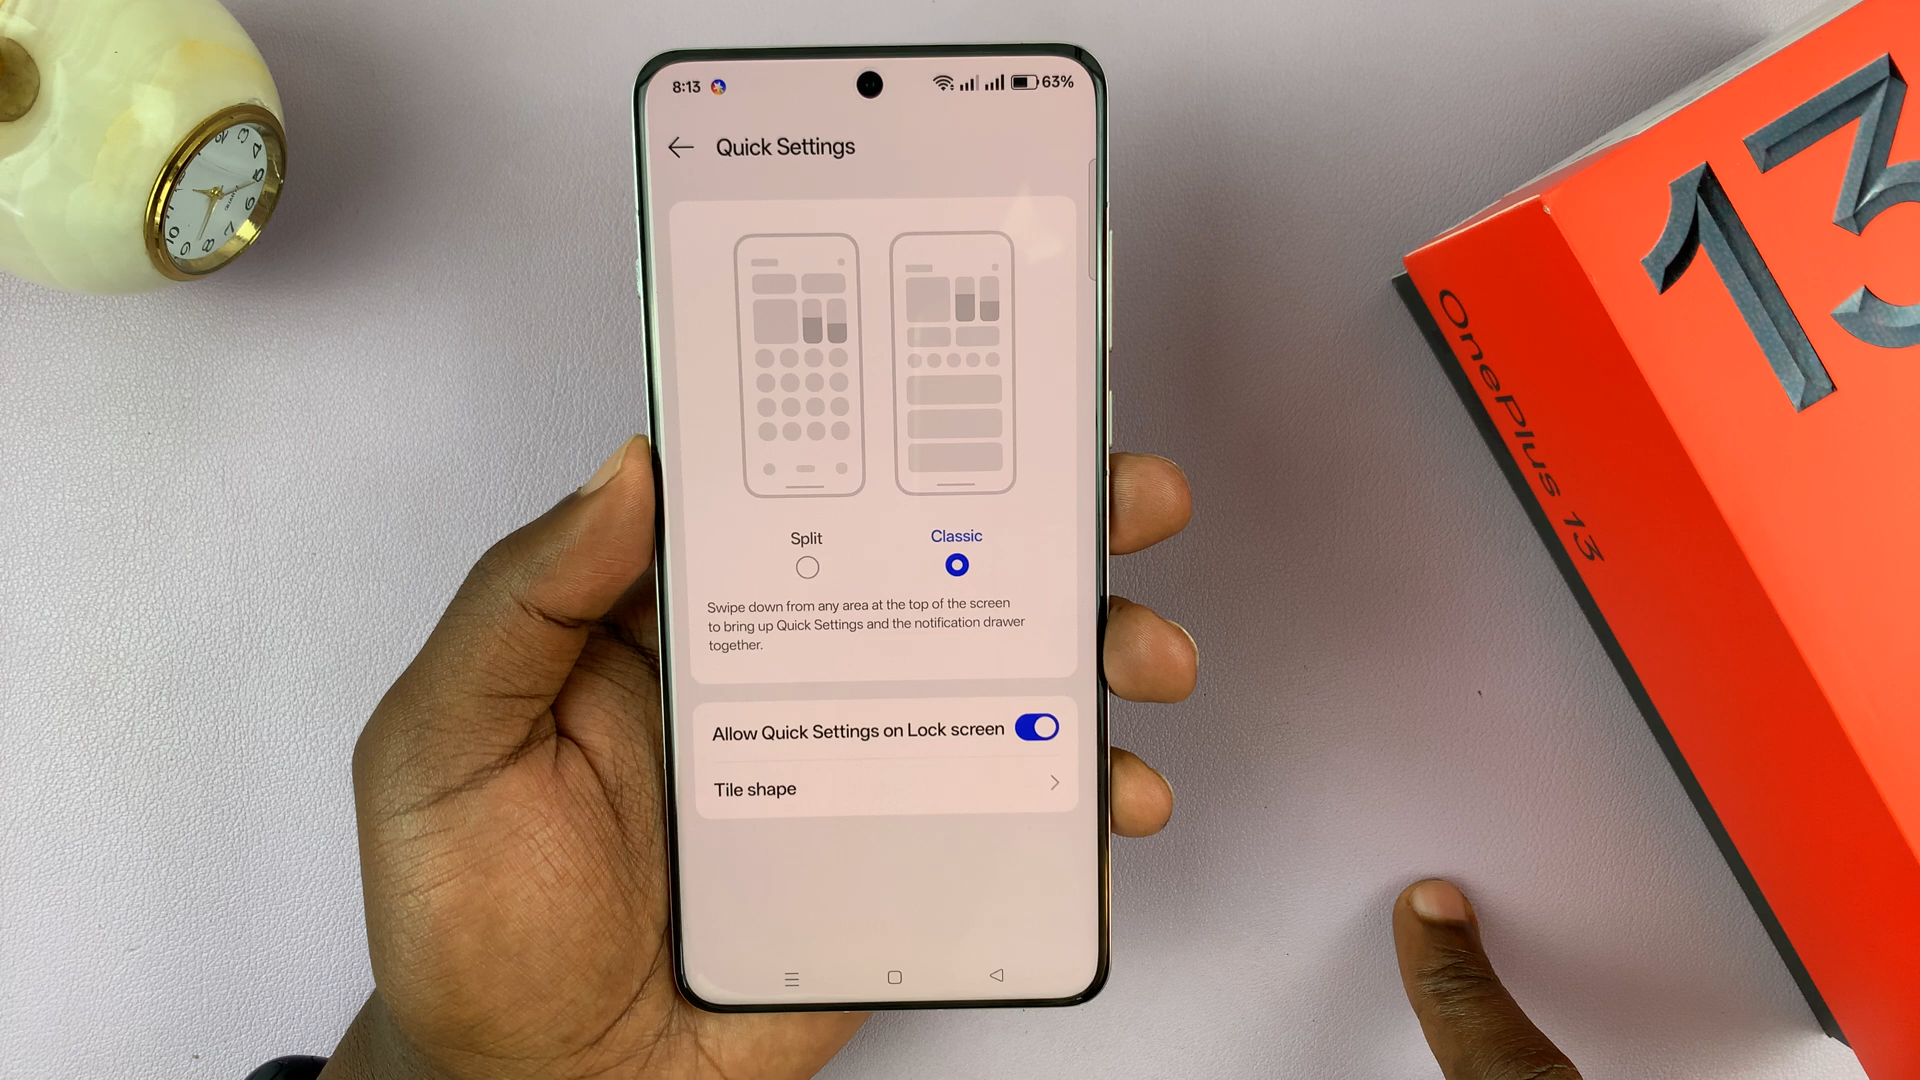 8:13
63%
Quick Settings
Split
Classic
Swipe down from any area at the top of the screen
to bring up Quick Settings and the notification drawer
together.
Allow Quick Settings on Lock screen
Tile shape
13
OnePlus 13